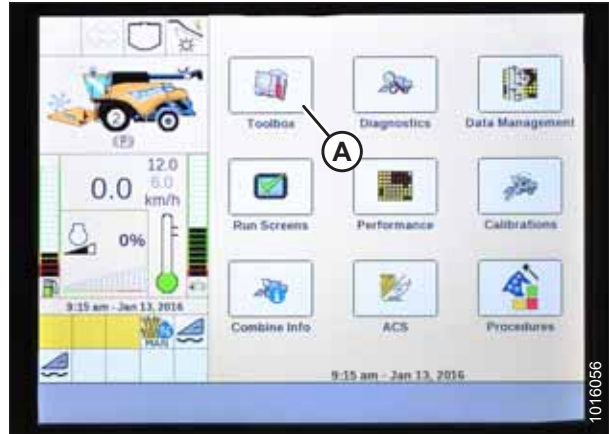 2
(P)
12.0
0.0
6.0
km/h
0%
9:15 am - Jan 13, 2016
MAN
Toolbox
Diagnostics
Data Management
A
Run Screens
Performance
Calibrations
Combine Info
ACS
Procedures
9:15 am - Jan 13, 2016
1016056